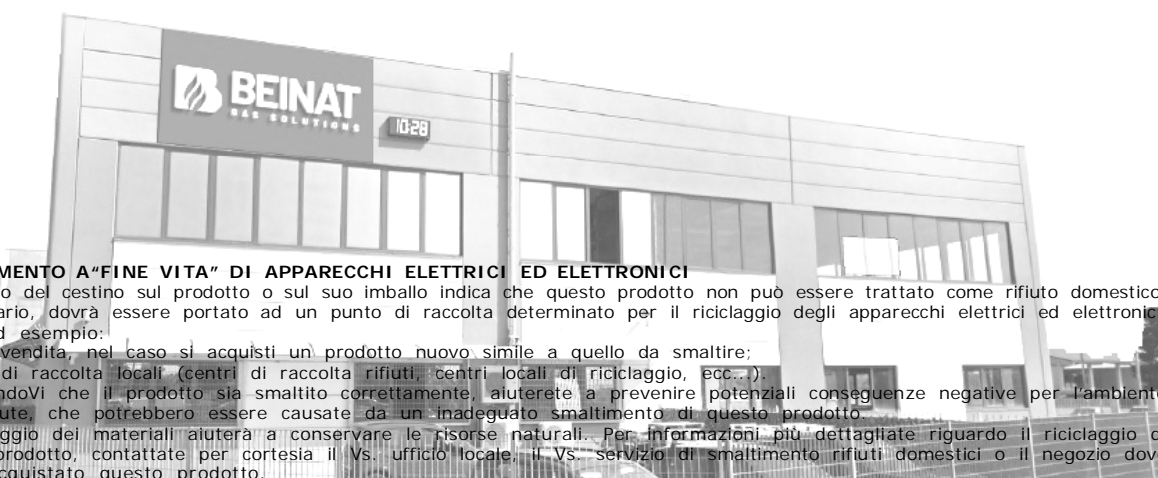 BEINAT
GAS SOLUTIONS
10:28
MENTO A“FINE VITA” DI APPARECCHI ELETTRICI ED ELETTRONICI
o del cestino sul prodotto o sul suo imballo indica che questo prodotto non può essere trattato come rifiuto domestico
ario, dovrà essere portato ad un punto di raccolta determinato per il riciclaggio degli apparecchi elettrici ed elettronic
d esempio:
vendita, nel caso si acquisti un prodotto nuovo simile a quello da smaltire;
di raccolta locali (centri di raccolta rifiuti, centri locali di riciclaggio, ecc...).
ndoVi che il prodotto sia smaltito correttamente, aiuterete a prevenire potenziali conseguenze negative per l’ambiente
ute, che potrebbero essere causate da un inadeguato smaltimento di questo prodotto.
ggio dei materiali aiuterà a conservare le risorse naturali. Per informazioni più dettagliate riguardo il riciclaggio d
prodotto, contattate per cortesia il Vs. ufficio locale, il Vs. servizio di smaltimento rifiuti domestici o il negozio dov
cquistato questo prodotto.